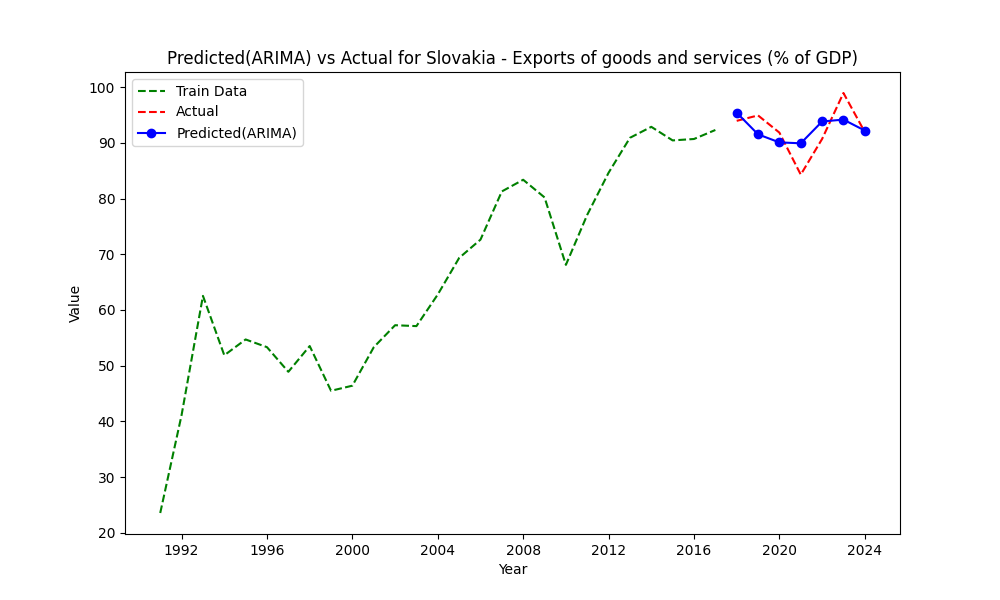 Predicted(ARIMA) vs Actual for Slovakia - Exports of goods and services (% of GDP)
Train Data
Actual
Predicted(ARIMA)
100
90
80
70
60
50
40
30
20
Value
1992 1996 2000 2004 2008 2012 2016 2020 2024
Year